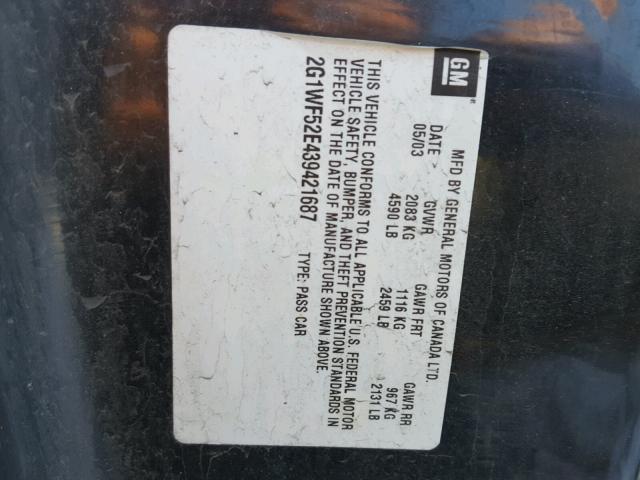 GM
MFD BY GENERAL MOTORS OF CANADA LTD.
DATE GVWR GAWR FRT GAWR RR
05/03 2083 KG 1116 KG 967 KG
4590 LB 2459 LB 2131 LB
THIS VEHICLE CONFORMS TO ALL APPLICABLE U.S. FEDERAL MOTOR
VEHICLE SAFETY, BUMPER, AND THEFT PREVENTION STANDARDS IN
EFFECT ON THE DATE OF MANUFACTURE SHOWN ABOVE.
2G1WF52E439421687 TYPE: PASS CAR